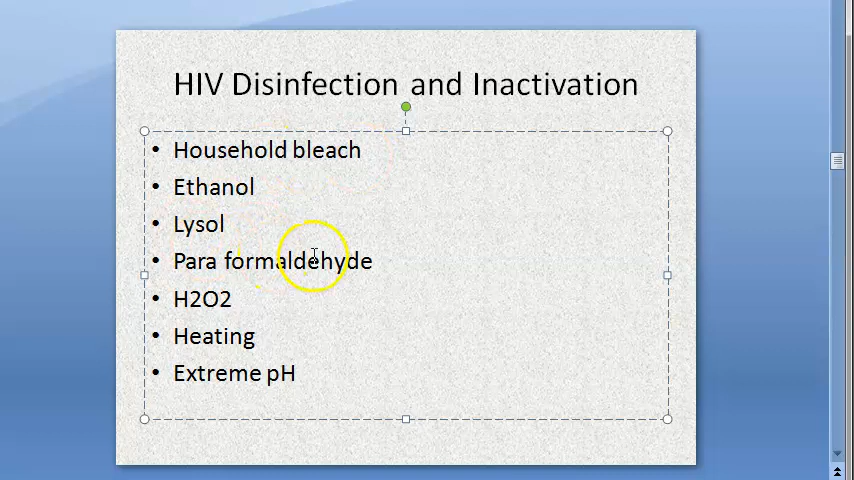 HIV Disinfection and Inactivation
• Household bleach
• Ethanol
• Lysol
• Para formaldehyde
• H2O2
• Heating
• Extreme pH